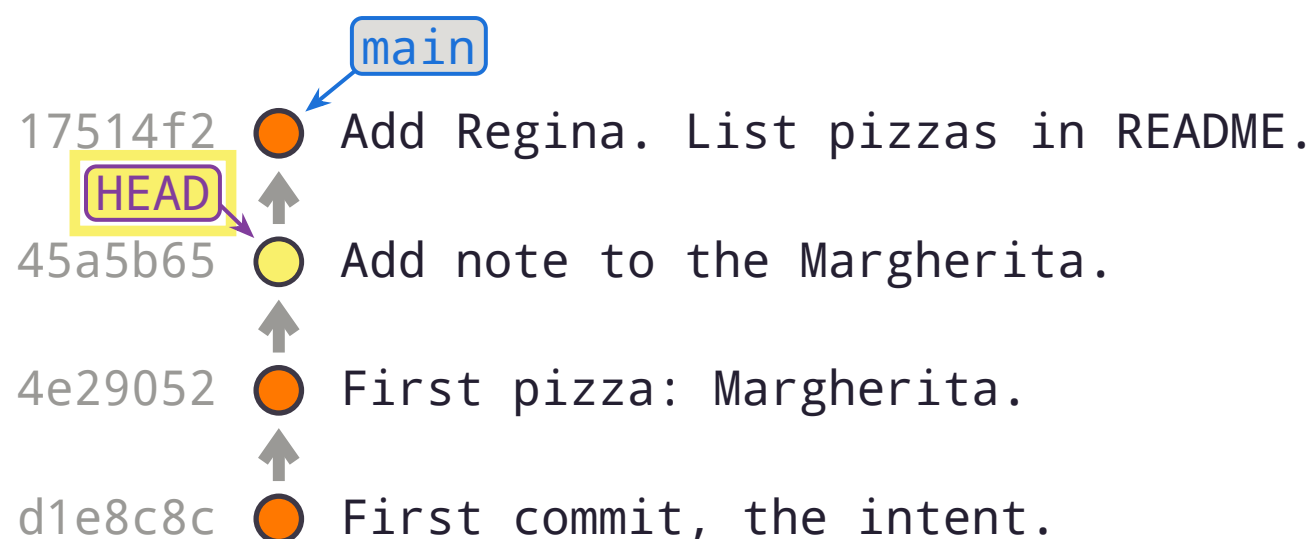 main
17514f2 Add Regina. List pizzas in README.
HEAD
45a5b65 Add note to the Margherita.
4e29052 First pizza: Margherita.
d1e8c8c First commit, the intent.